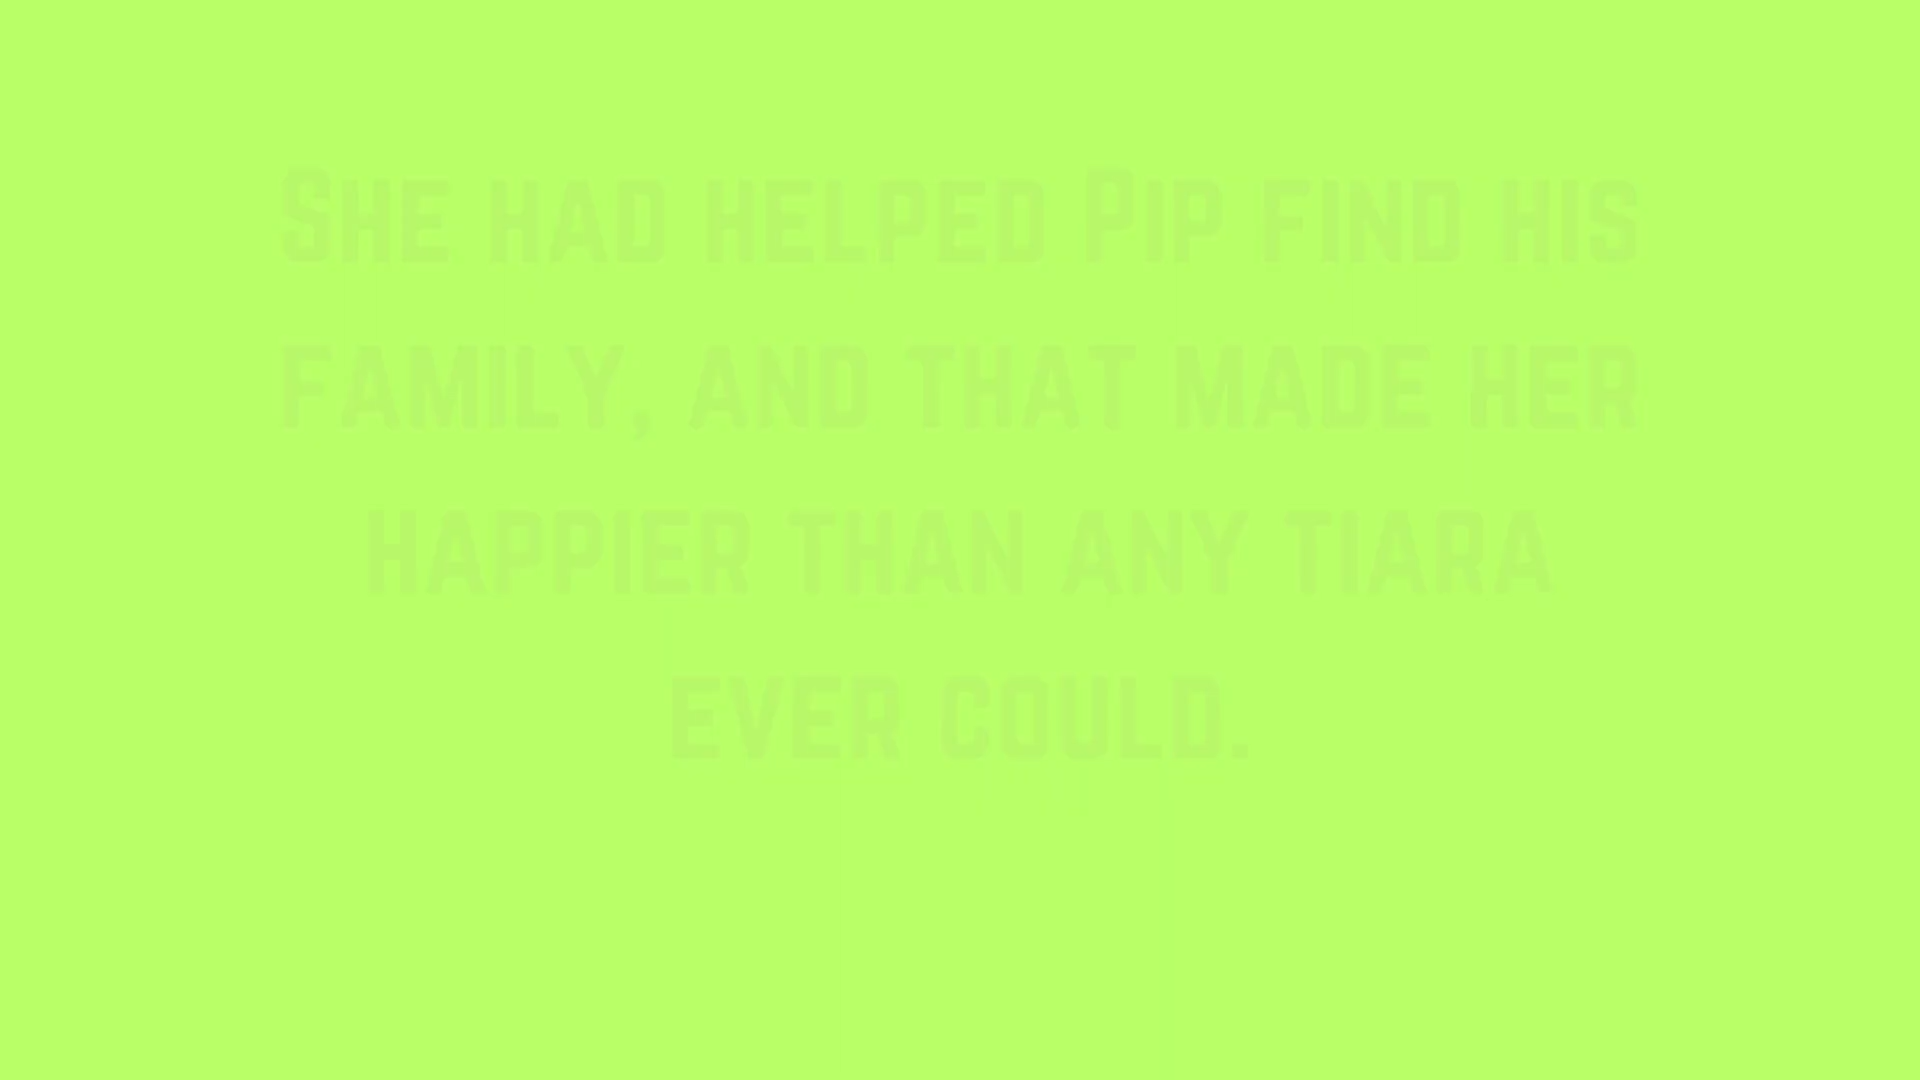 She had helped Pip find his
family, and that made her
happier than any tiara
ever could.